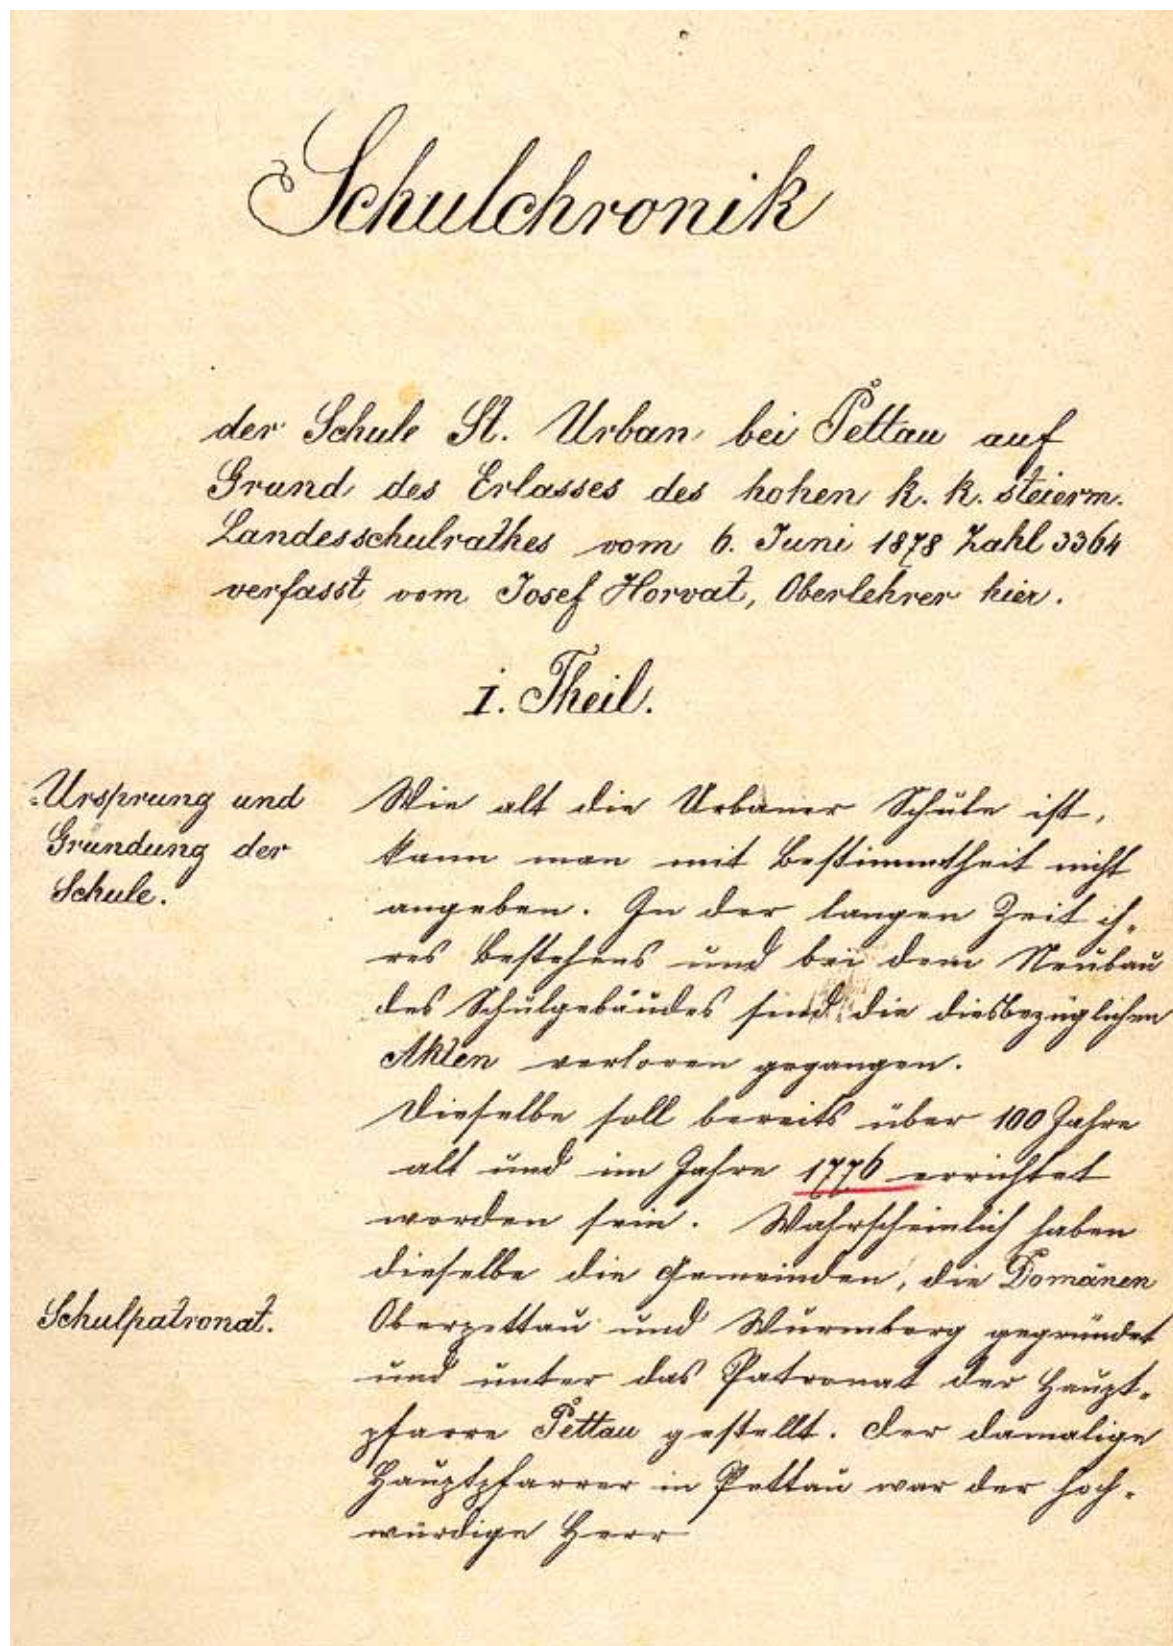 Schulchronik
der Schule St. Urban bei Pettau auf
Grund des Erlasses des hohen k. k. steierm.
Landesschulrathes vom 6. Juni 1878 Zahl 3364
verfasst vom Josef Horvat, Oberlehrer hier.
I. Theil.
Ursprung und
Gründung der
Schule.
Wie alt die Urbaner Schule ist,
kann man mit Bestimmtheit nicht
angeben. In der langen Zeit ih-
res Bestehens und bei dem Neubau
des Schulgebäudes sind die diesbezüglichen
Akten verloren gegangen.
Dieselbe soll bereits über 100 Jahre
alt und im Jahre 1776 errichtet
worden sein. Wahrscheinlich haben
dieselbe die Gemeinden, die Domänen
Schulpatronat.
Oberpettau und Wurmberg gegründet
und unter das Patronat der Haupt-
pfarre Pettau gestellt. Der damalige
Hauptpfarrer in Pettau war der hoch-
würdige Herr